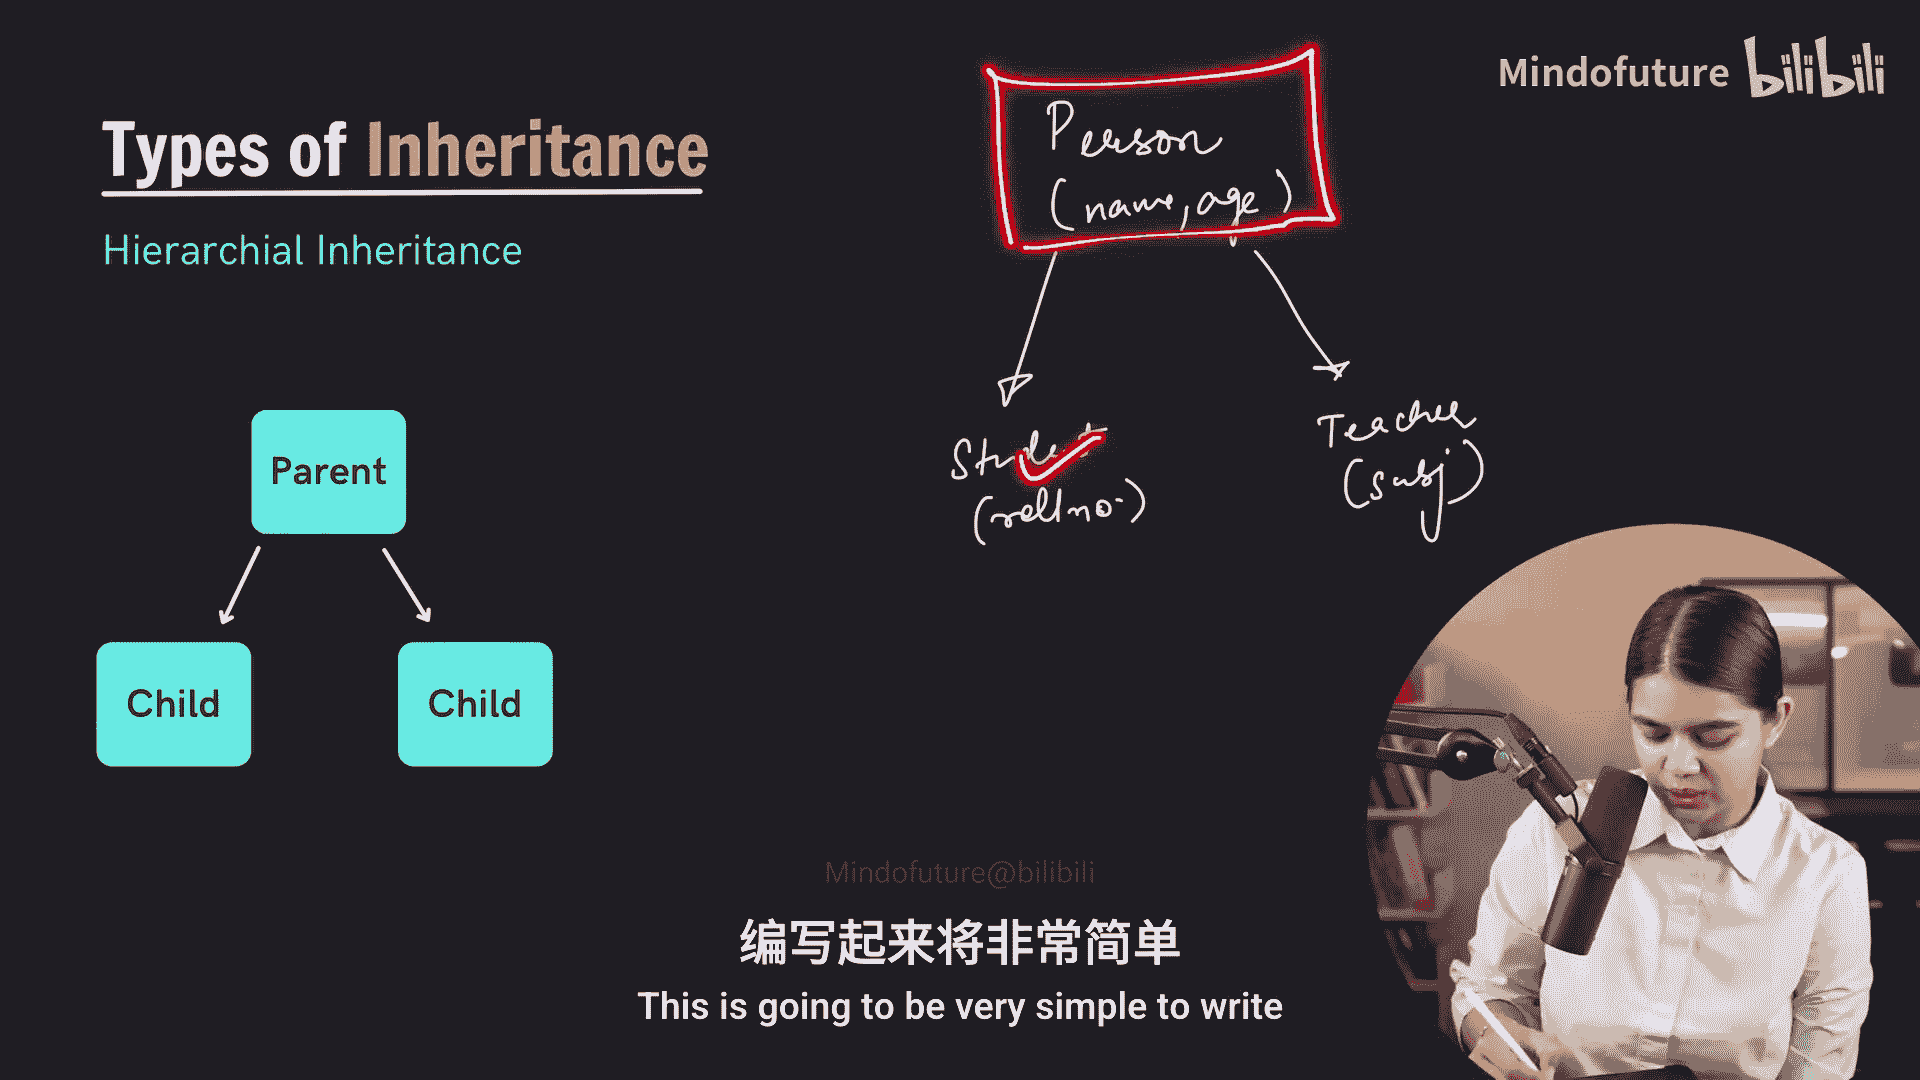 Mindofuture bilibili
Types of Inheritance
Hierarchial Inheritance
Person
(name, age)
Student
(rollno.)
Teacher
(subj)
Parent
Child
Child
Mindofuture@bilibili
编写起来将非常简单
This is going to be very simple to write